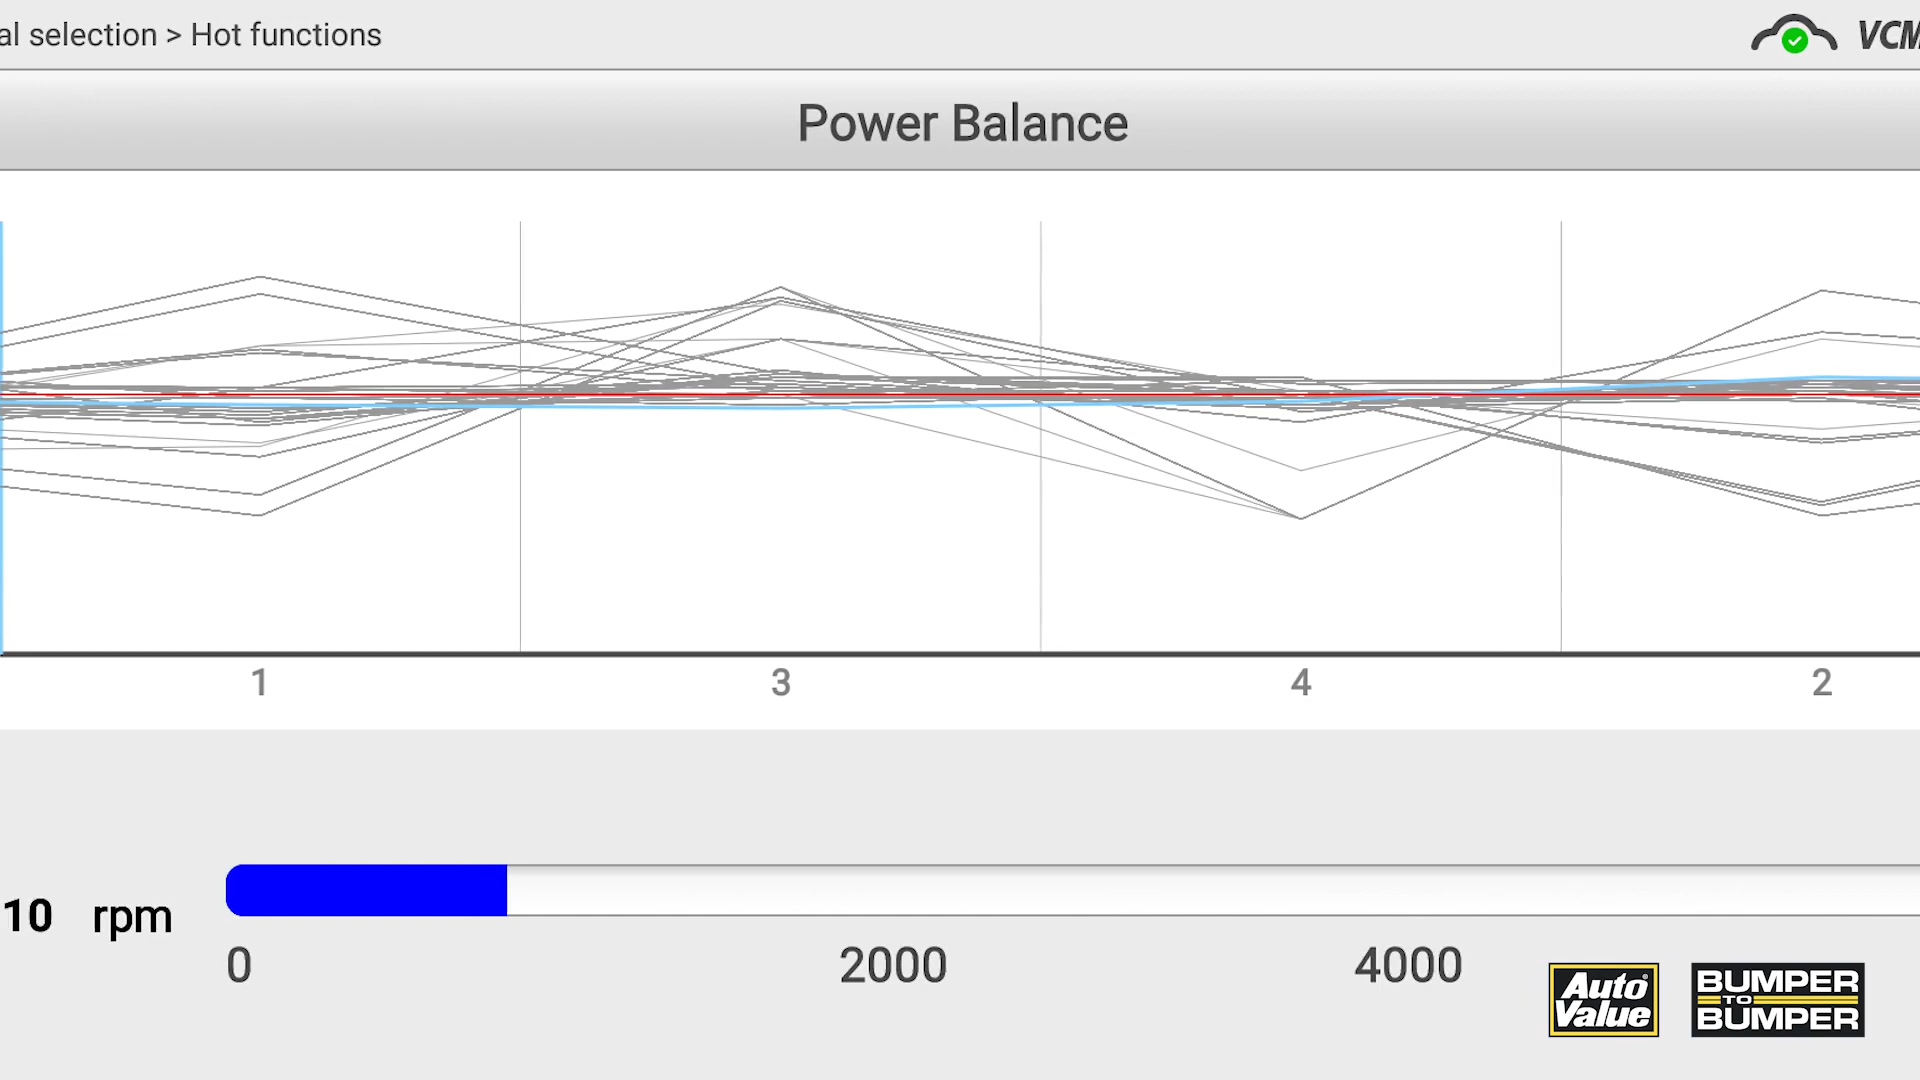 al selection > Hot functions
VCM
Power Balance
1 3 4 2
10 rpm
0 2000 4000
Auto Value
BUMPER TO BUMPER